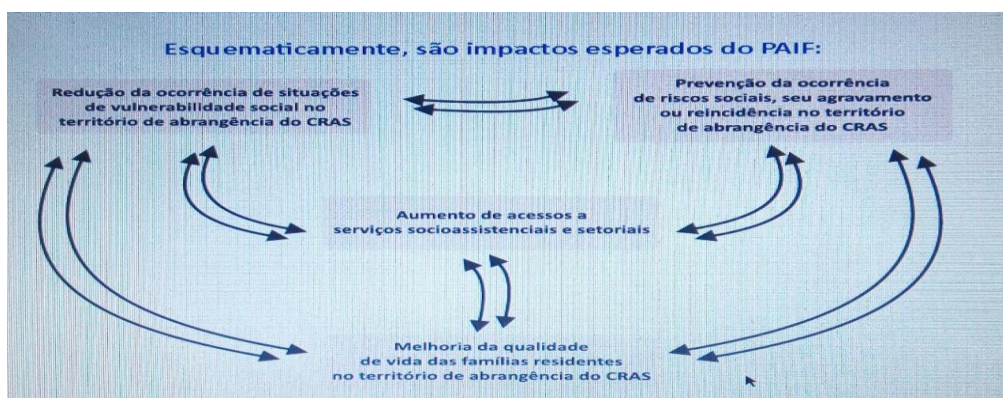 Esquematicamente, são impactos esperados do PAIF:
Redução da ocorrência de situações
de vulnerabilidade social no
território de abrangência do CRAS
Prevenção da ocorrência
de riscos sociais, seu agravamento
ou reincidência no território
de abrangência do CRAS
Aumento de acessos a
serviços socioassistenciais e setoriais
Melhoria da qualidade
de vida das famílias residentes
no território de abrangência do CRAS